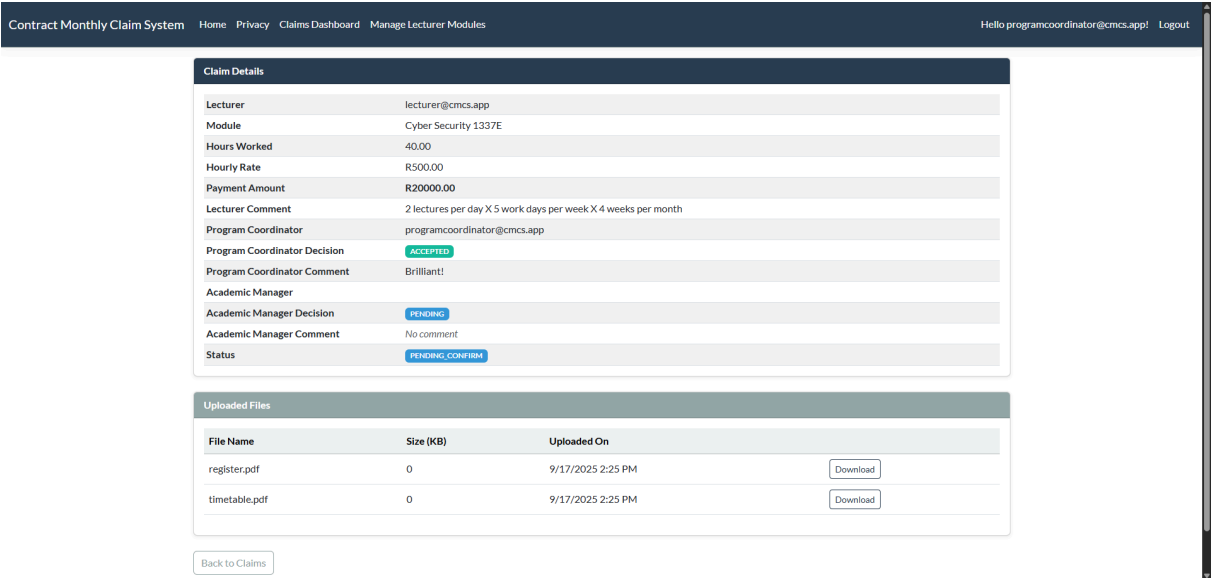 Contract Monthly Claim System Home Privacy Claims Dashboard Manage Lecturer Modules Hello programcoordinator@cmcs.app! Logout
Claim Details
Lecturer lecturer@cmcs.app
Module Cyber Security 1337E
Hours Worked 40.00
Hourly Rate R500.00
Payment Amount R20000.00
Lecturer Comment 2 lectures per day X 5 work days per week X 4 weeks per month
Program Coordinator programcoordinator@cmcs.app
Program Coordinator Decision ACCEPTED
Program Coordinator Comment Brilliant!
Academic Manager
Academic Manager Decision PENDING
Academic Manager Comment No comment
Status PENDING_CONFIRM
Uploaded Files
File Name Size (KB) Uploaded On
register.pdf 0 9/17/2025 2:25 PM Download
timetable.pdf 0 9/17/2025 2:25 PM Download
Back to Claims